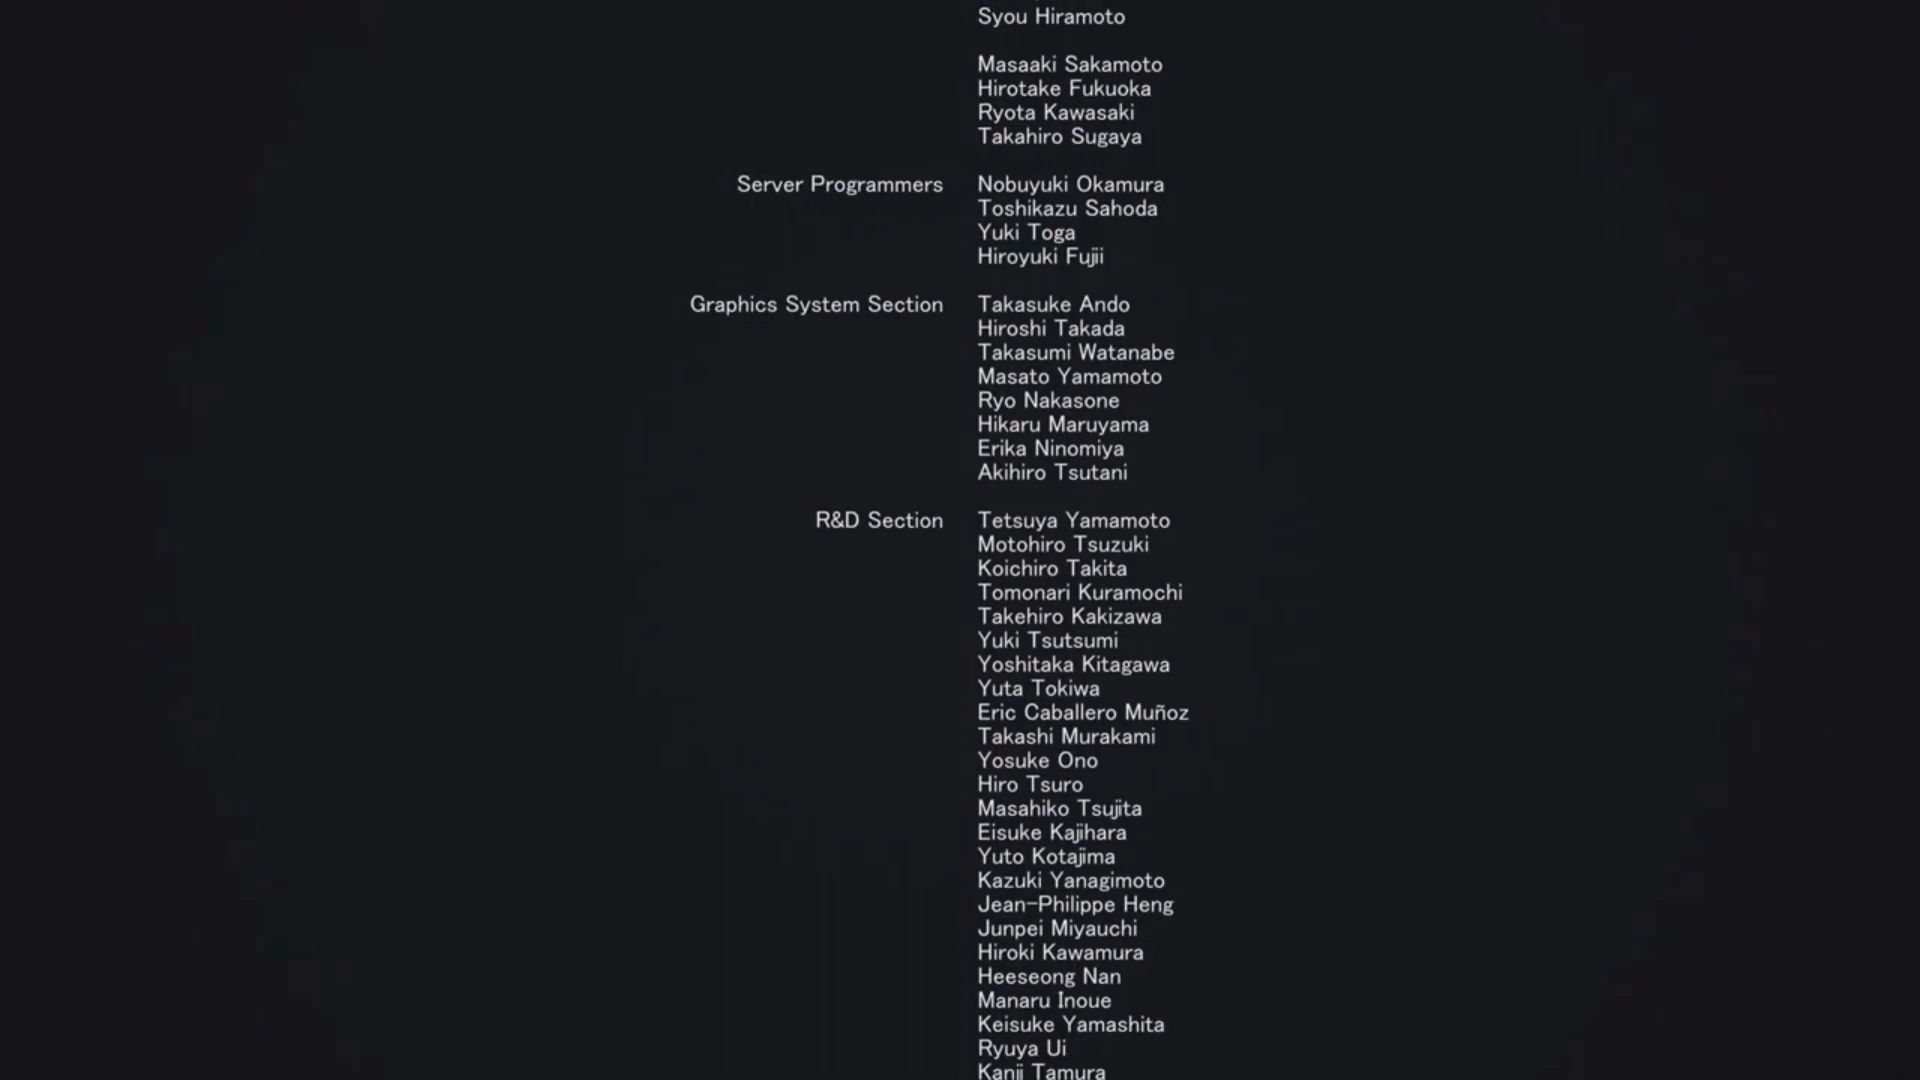 Syou Hiramoto
Masaaki Sakamoto
Hirotake Fukuoka
Ryota Kawasaki
Takahiro Sugaya
Server Programmers Nobuyuki Okamura
Toshikazu Sahoda
Yuki Toga
Hiroyuki Fujii
Graphics System Section Takasuke Ando
Hiroshi Takada
Takasumi Watanabe
Masato Yamamoto
Ryo Nakasone
Hikaru Maruyama
Erika Ninomiya
Akihiro Tsutani
R&D Section Tetsuya Yamamoto
Motohiro Tsuzuki
Koichiro Takita
Tomonari Kuramochi
Takehiro Kakizawa
Yuki Tsutsumi
Yoshitaka Kitagawa
Yuta Tokiwa
Eric Caballero Muñoz
Takashi Murakami
Yosuke Ono
Hiro Tsuro
Masahiko Tsujita
Eisuke Kajihara
Yuto Kotajima
Kazuki Yanagimoto
Jean-Philippe Heng
Junpei Miyauchi
Hiroki Kawamura
Heeseong Nan
Manaru Inoue
Keisuke Yamashita
Ryuya Ui
Kanji Tamura